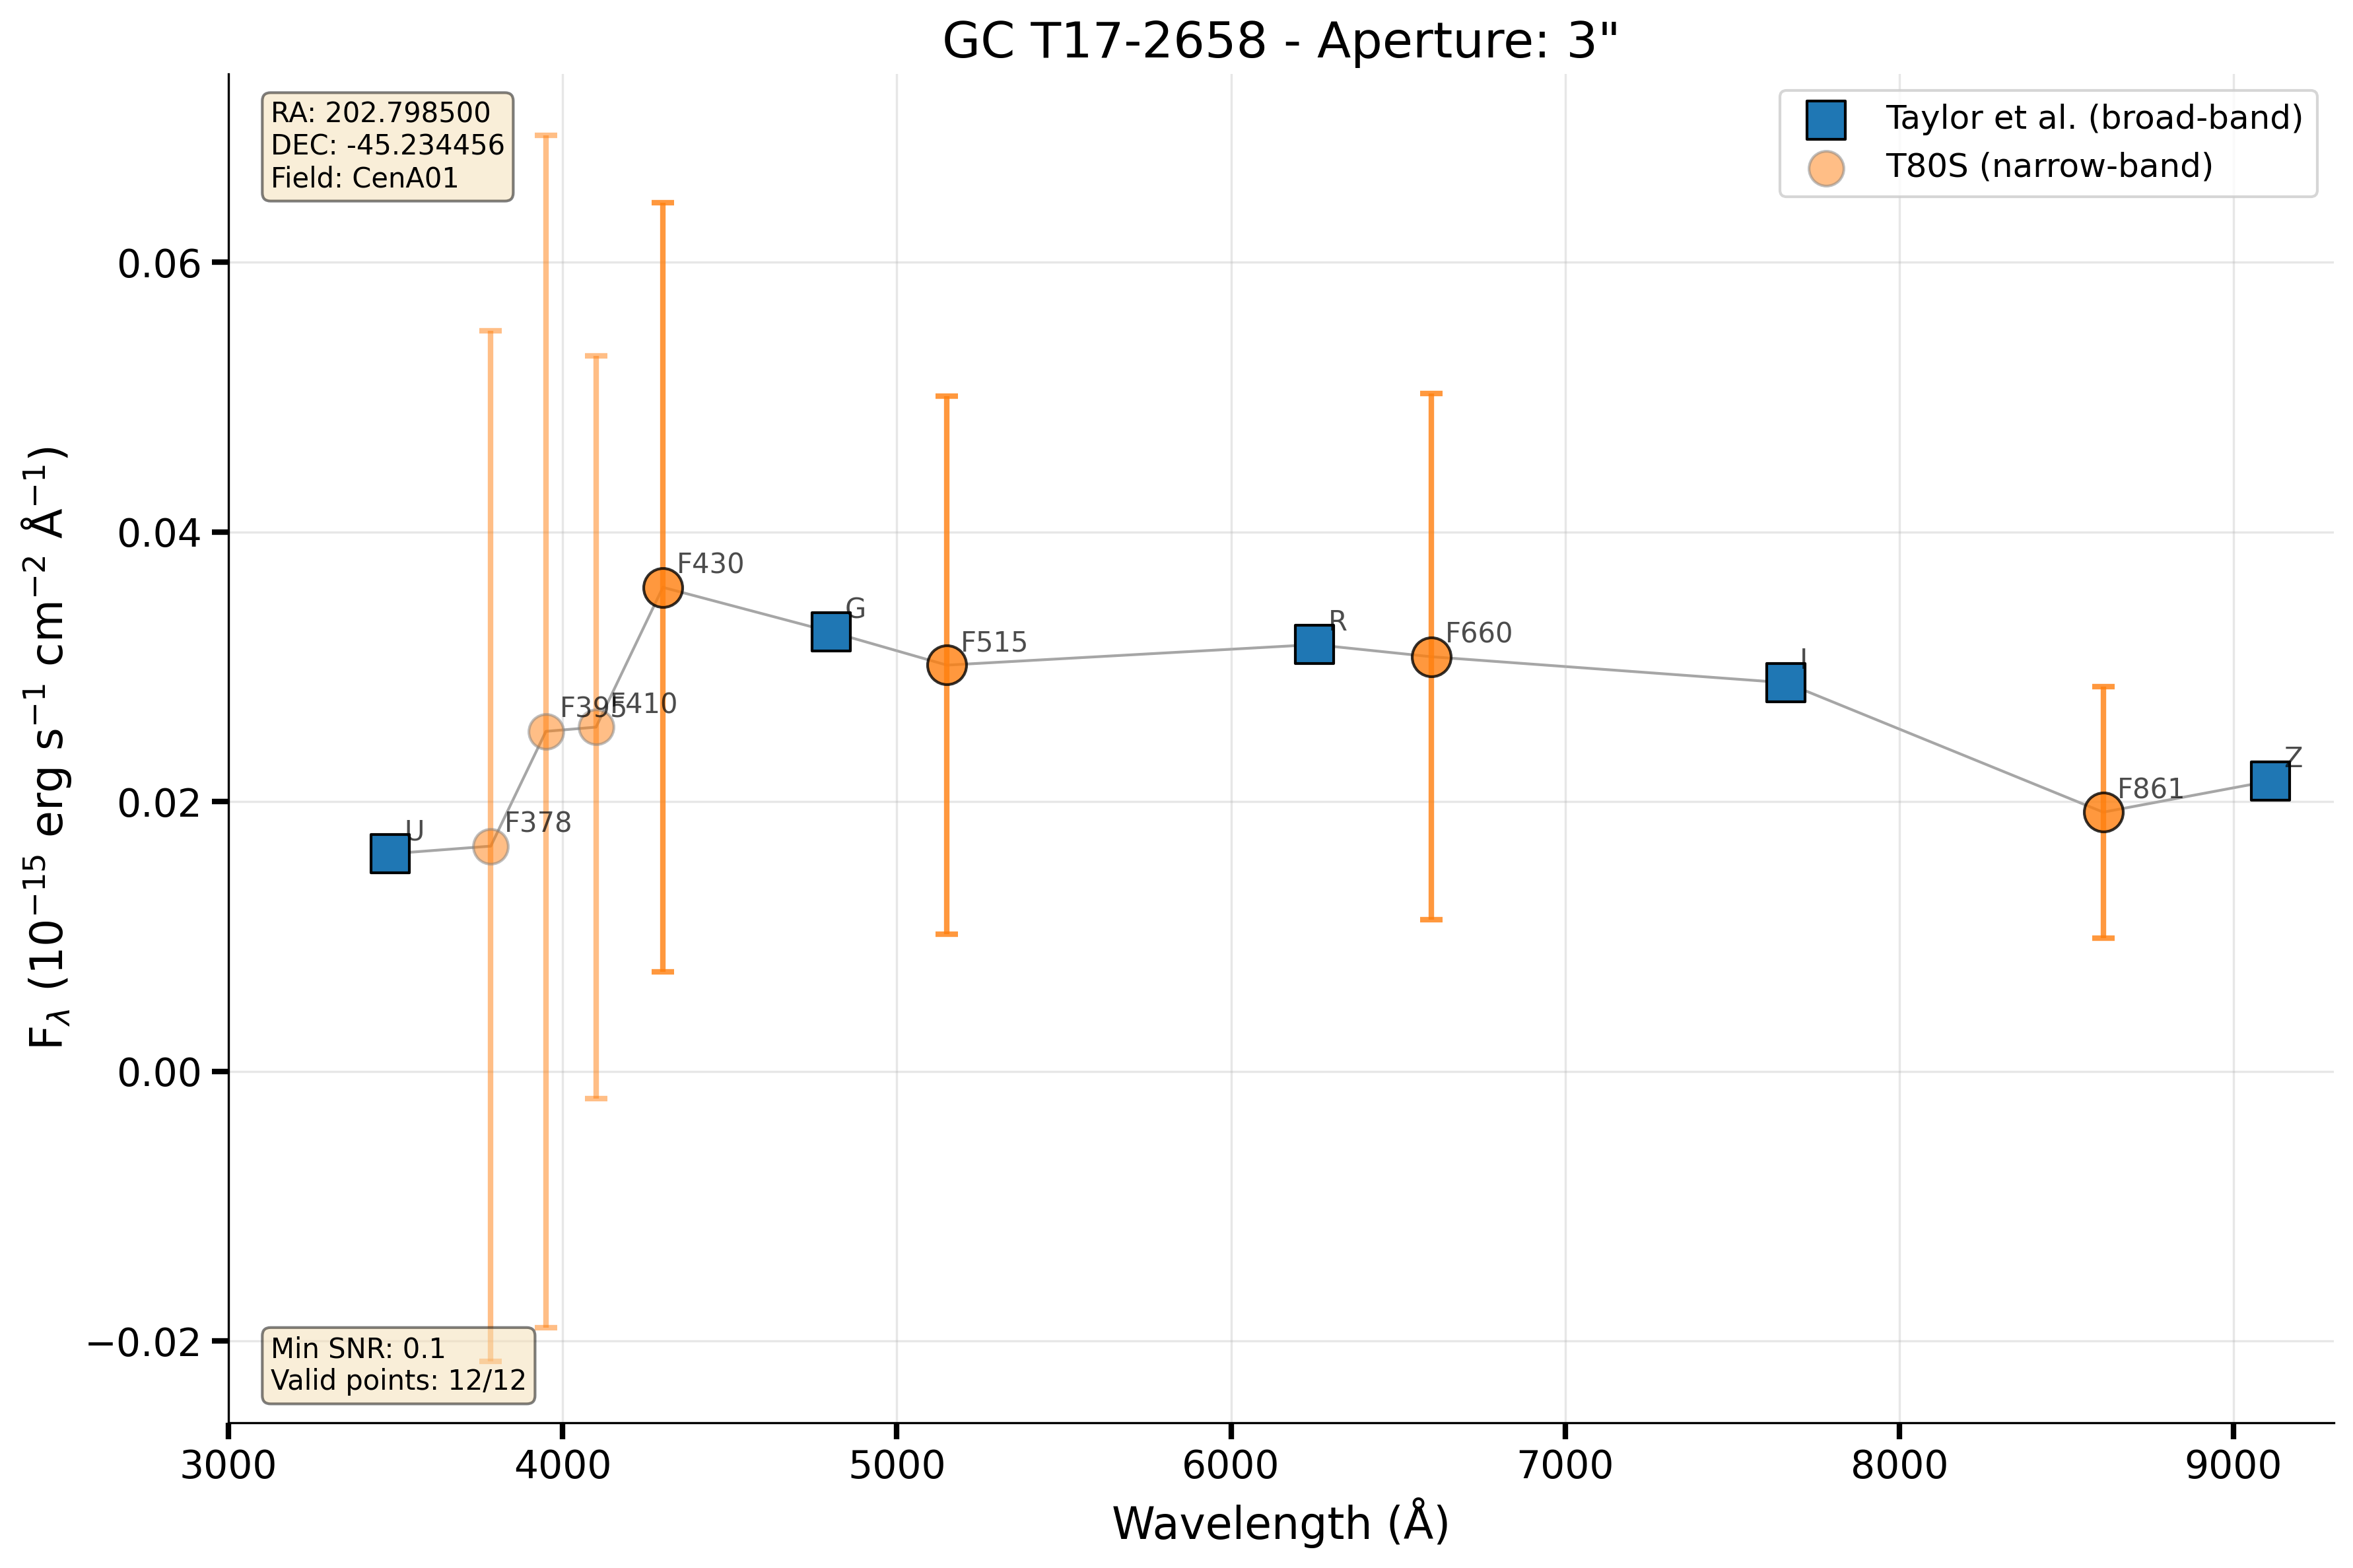 GC T17-2658 - Aperture: 3"
RA: 202.798500
DEC: -45.234456
Field: CenA01
Taylor et al. (broad-band)
T80S (narrow-band)
F_λ (10⁻¹⁵ erg s⁻¹ cm⁻² Å⁻¹)
0.06
0.04
0.02
0.00
−0.02
U
F378
F395
F410
F430
G
F515
R
F660
I
F861
Z
Min SNR: 0.1
Valid points: 12/12
3000
4000
5000
6000
7000
8000
9000
Wavelength (Å)